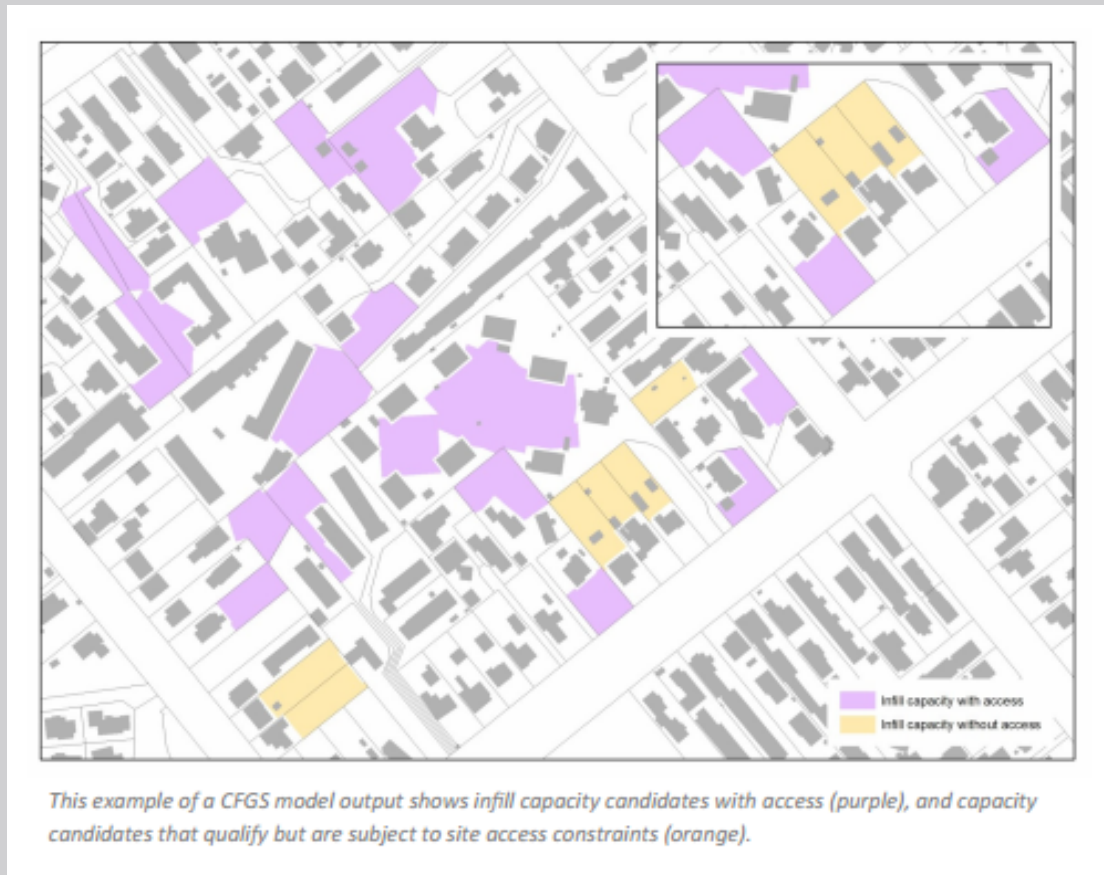 Infill capacity with access
Infill capacity without access
This example of a CFGS model output shows infill capacity candidates with access (purple), and capacity
candidates that qualify but are subject to site access constraints (orange).